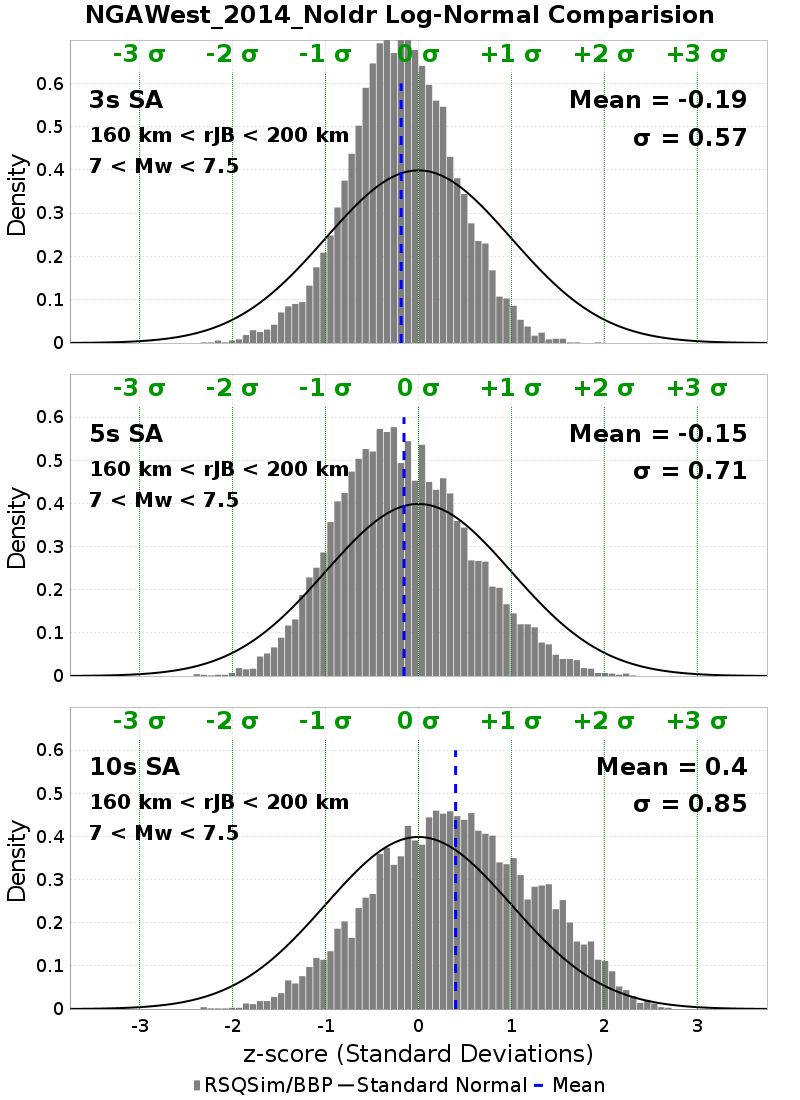 NGAWest_2014_NoIdr Log-Normal Comparision
-3 σ -2 σ -1 σ 0 σ +1 σ +2 σ +3 σ
3s SA
Mean = -0.19
160 km < rJB < 200 km
σ = 0.57
7 < Mw < 7.5
Density
0.6
0.5
0.4
0.3
0.2
0.1
0
-3 σ -2 σ -1 σ 0 σ +1 σ +2 σ +3 σ
5s SA
Mean = -0.15
160 km < rJB < 200 km
σ = 0.71
7 < Mw < 7.5
Density
0.6
0.5
0.4
0.3
0.2
0.1
0
-3 σ -2 σ -1 σ 0 σ +1 σ +2 σ +3 σ
10s SA
Mean = 0.4
160 km < rJB < 200 km
σ = 0.85
7 < Mw < 7.5
Density
0.6
0.5
0.4
0.3
0.2
0.1
0
-3 -2 -1 0 1 2 3
z-score (Standard Deviations)
RSQSim/BBP Standard Normal Mean